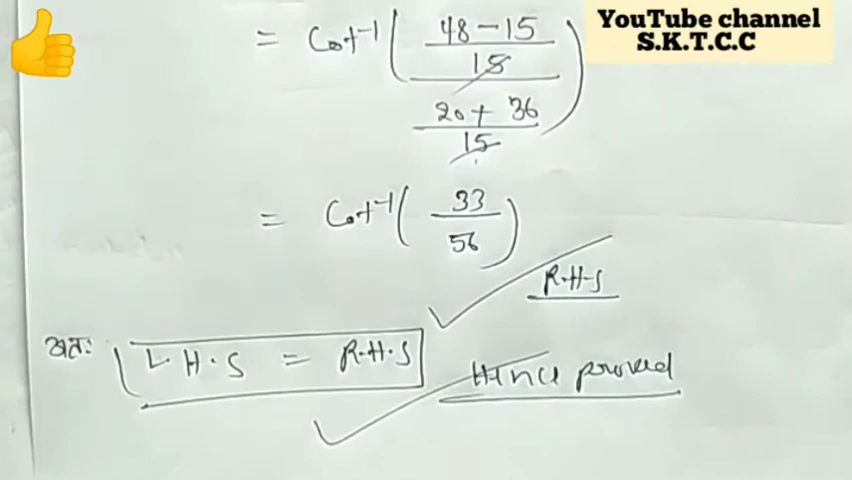 YouTube channel
S.K.T.C.C
= Cot⁻¹ ( (48 - 15)/15 / (20 + 36)/15 )
= Cot⁻¹ ( 33/56 )
R.H.S
अतः L.H.S = R.H.S
Hence proved